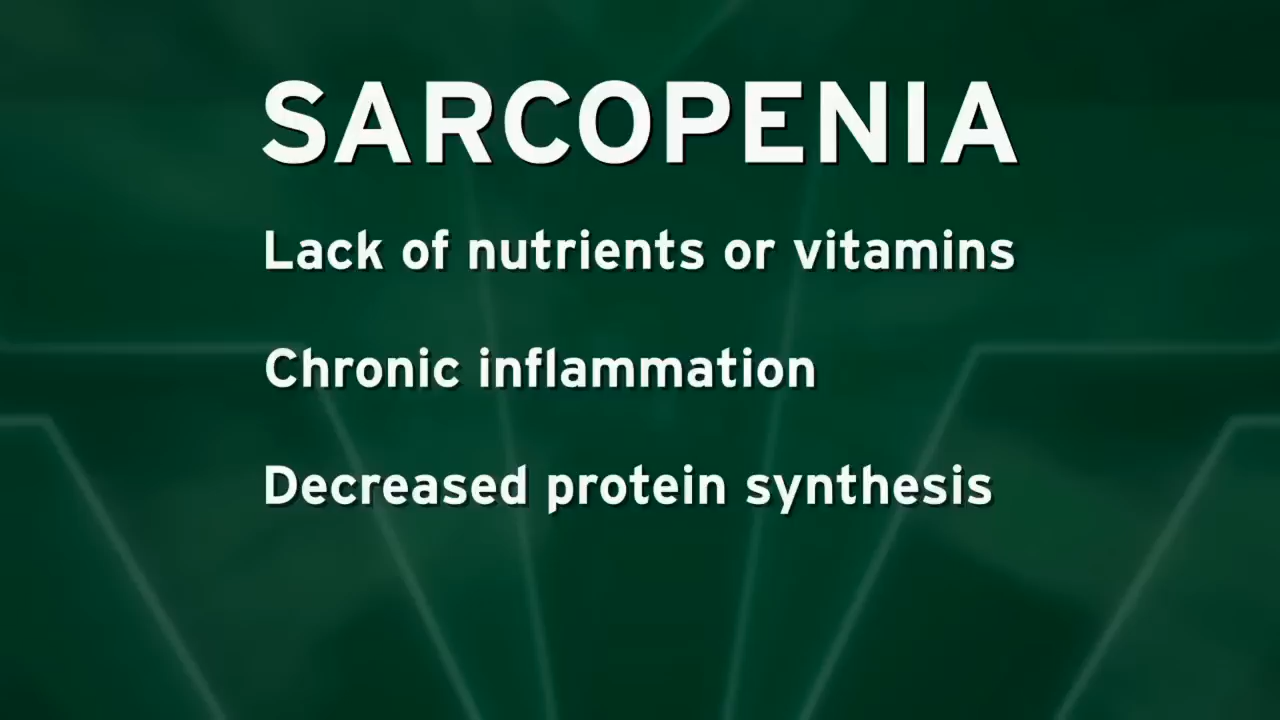 SARCOPENIA
Lack of nutrients or vitamins
Chronic inflammation
Decreased protein synthesis